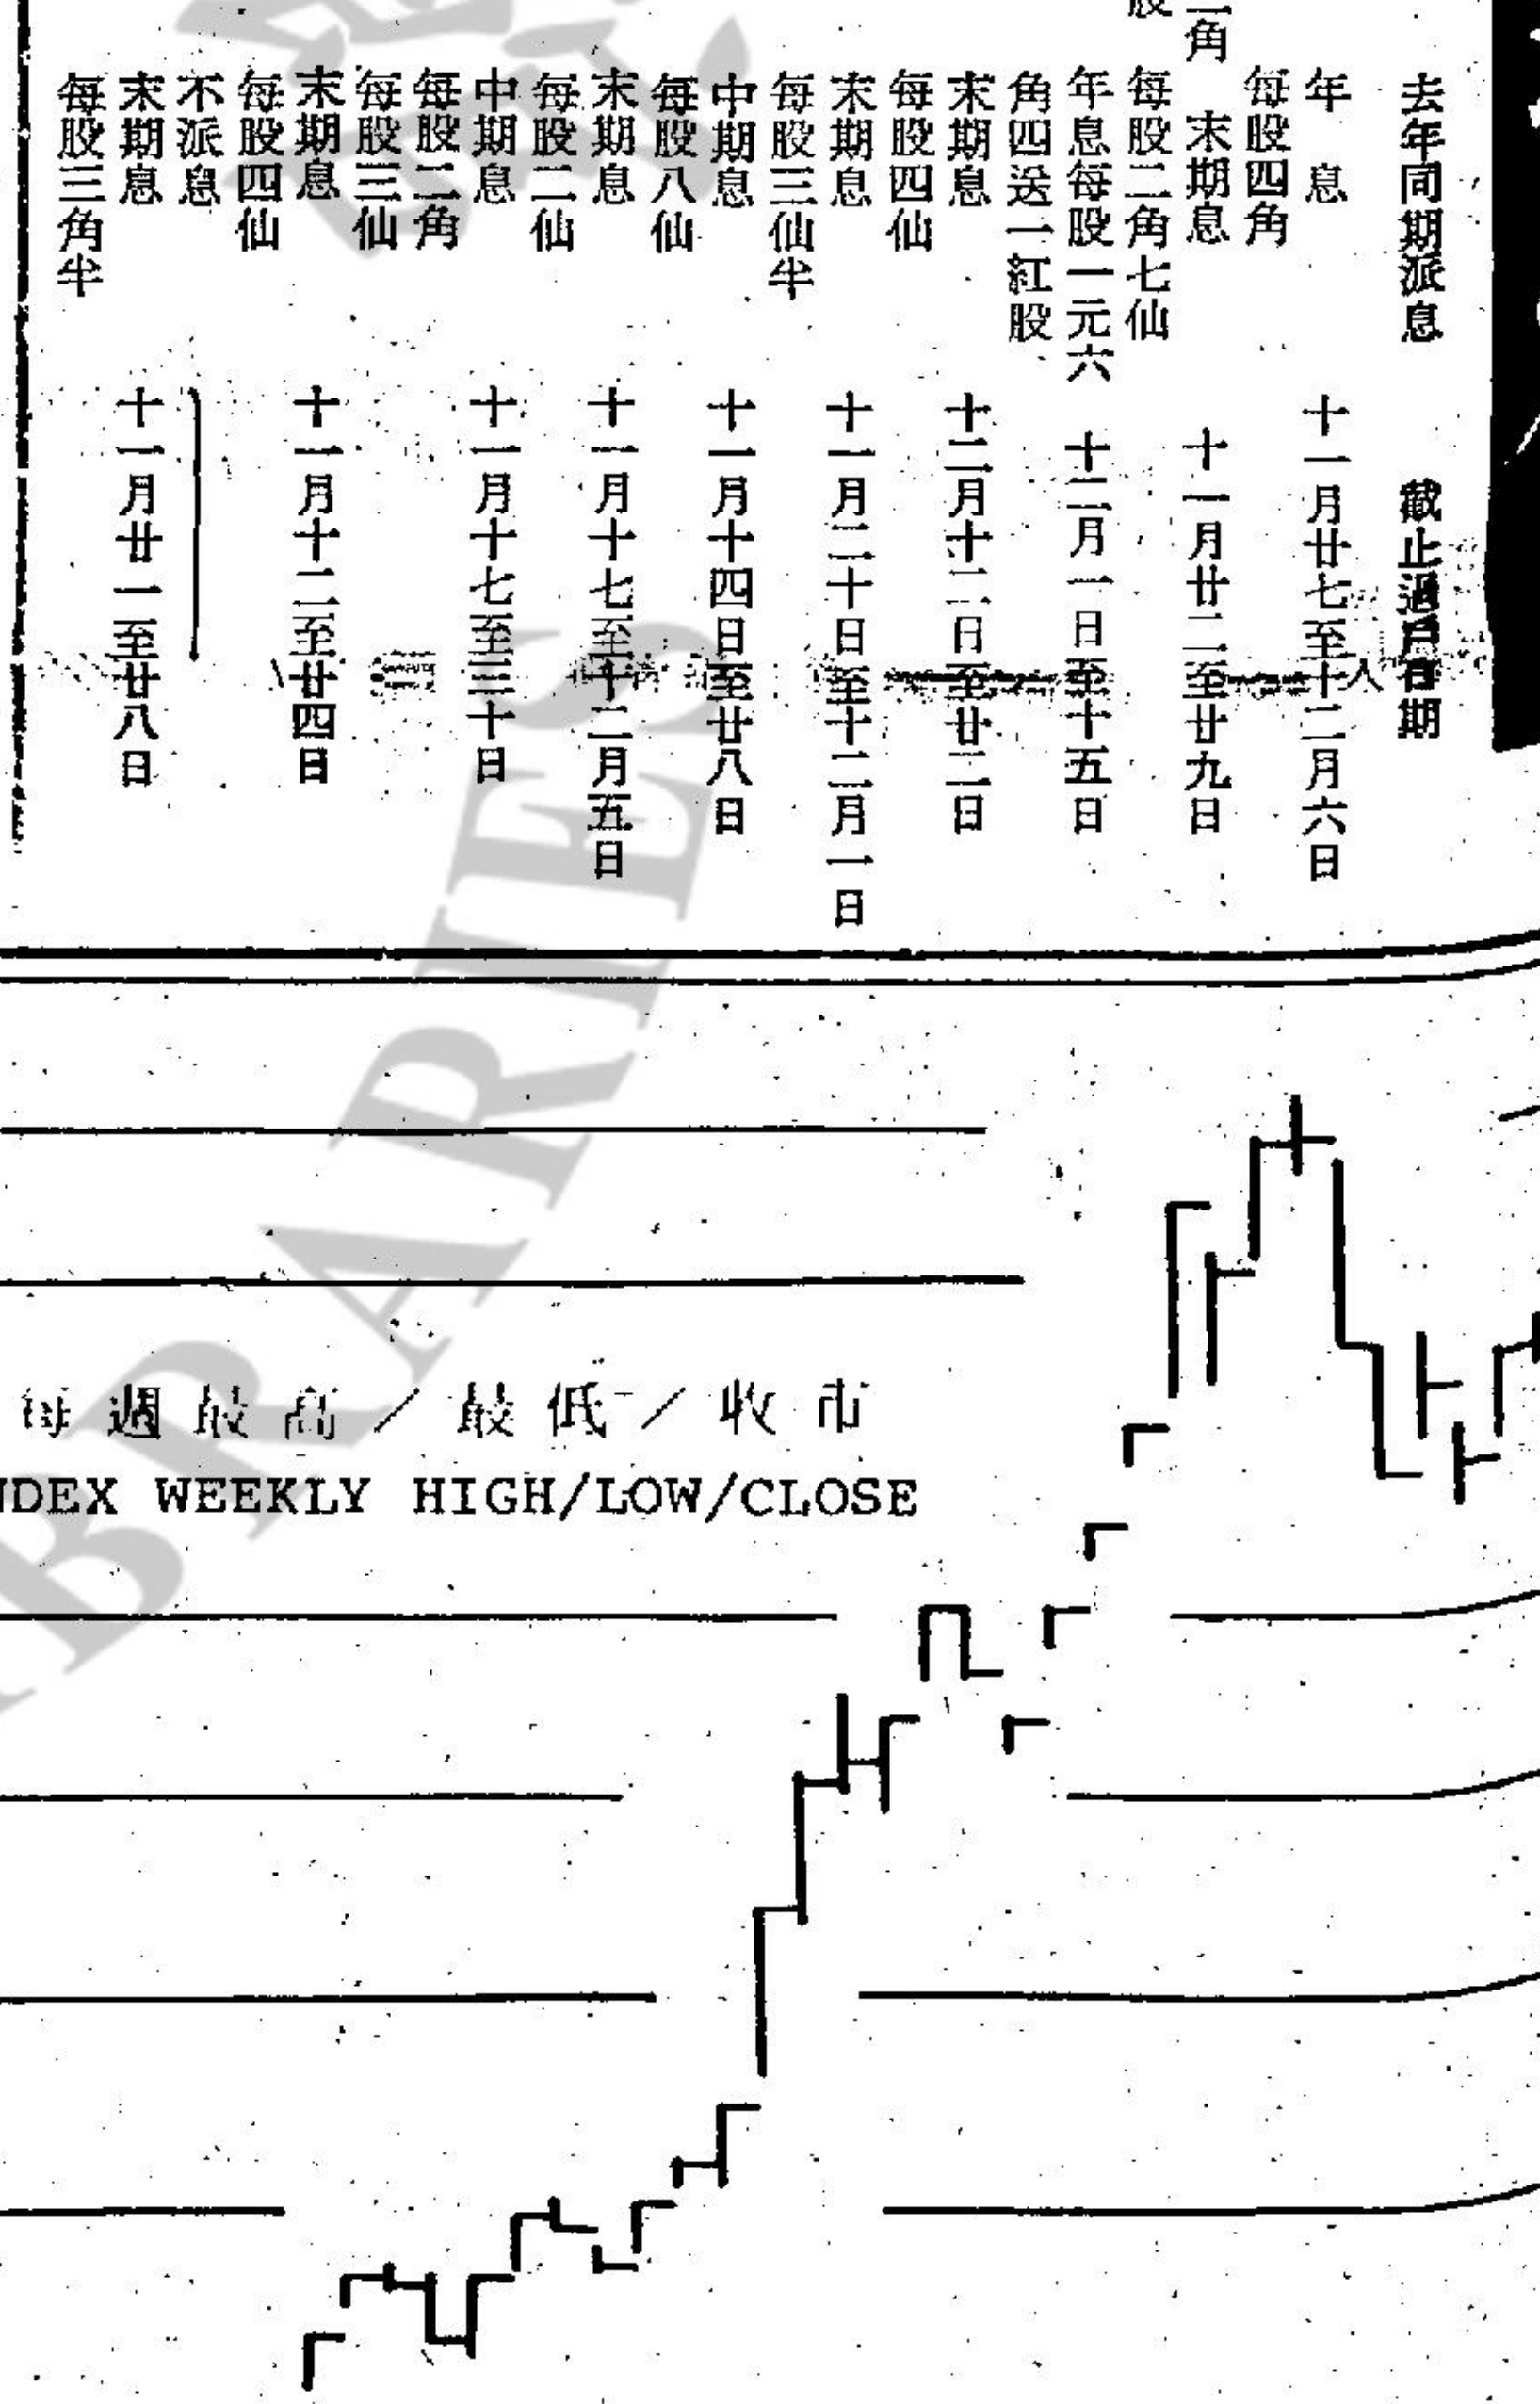 去年同期派息
截止過戶日期
年息
十一月廿七至十二月六日
每股四角
二角
末期息
十一月廿二至廿九日
股
每股二角七仙
年息每股一元六
十二月一日至十五日
角四送一紅股
末期息
十二月十二日至廿二日
每股四仙
末期息
十一月二十日至十二月一日
每股三仙半
中期息
十一月十四日至廿八日
每股八仙
末期息
十一月十七至十二月五日
每股二仙
中期息
十一月十七至三十日
每股二角
每股三仙
末期息
十一月十二至廿四日
每股四仙
不派息
末期息
十一月廿一至廿八日
每股三角半
每週最高/最低/收市
NDEX WEEKLY HIGH/LOW/CLOSE
BRARIES